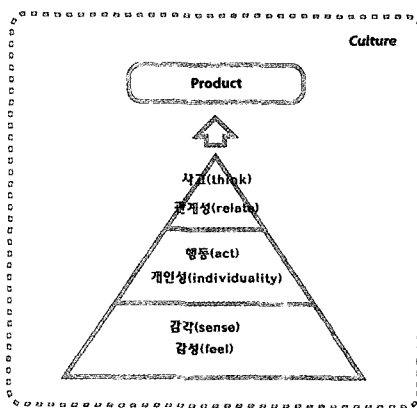 Culture
Product
사고(think)
관계성(relate)
행동(act)
개인성(individuality)
감각(sense)
감성(feel)